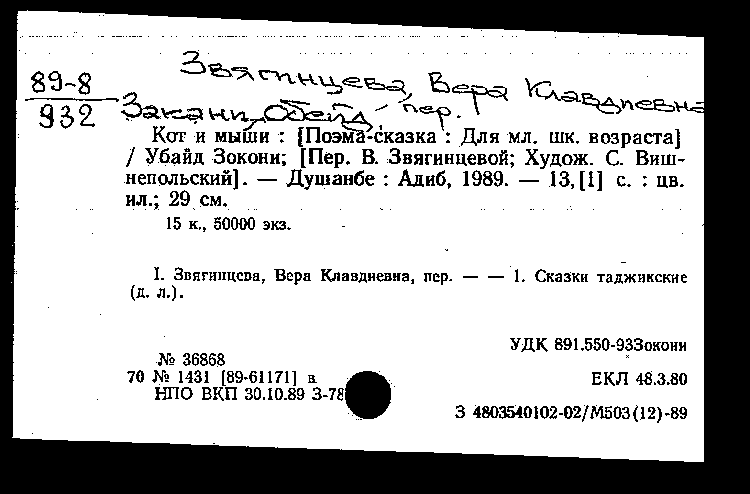 Звягинцева, Вера Клавдиевна
89-8
932
Закани, Обейд, пер.
Кот и мыши : [Поэма-сказка : Для мл. шк. возраста]
/ Убайд Зокони; [Пер. В. Звягинцевой; Худож. С. Виш-
непольский]. — Душанбе : Адиб, 1989. — 13,[1] с. : цв.
ил.; 29 см.
15 к., 50000 экз.
I. Звягинцева, Вера Клавдиевна, пер. — — 1. Сказки таджикские
(д. л.).
УДК 891.550-93Зокони
№ 36868
70 № 1431 [89-61171] в
ЕКЛ 48.3.80
НПО ВКП 30.10.89 З-78
З 4803540102-02/М503(12)-89